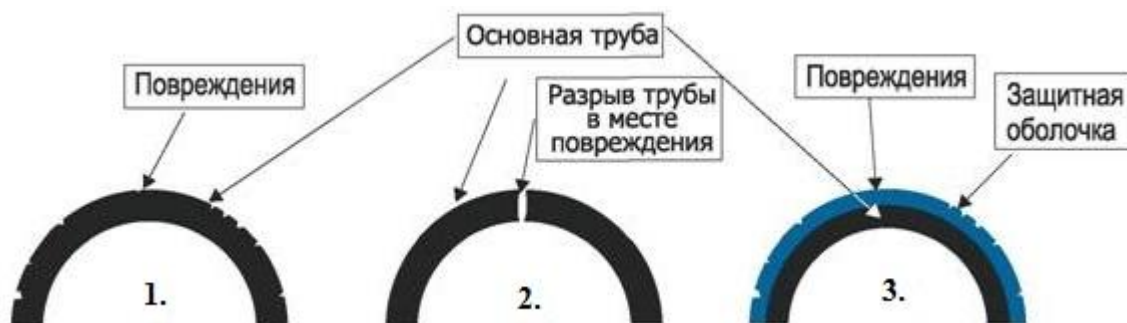 Основная труба
Повреждения
Разрыв трубы
в месте
повреждения
Повреждения
Защитная
оболочка
1.
2.
3.